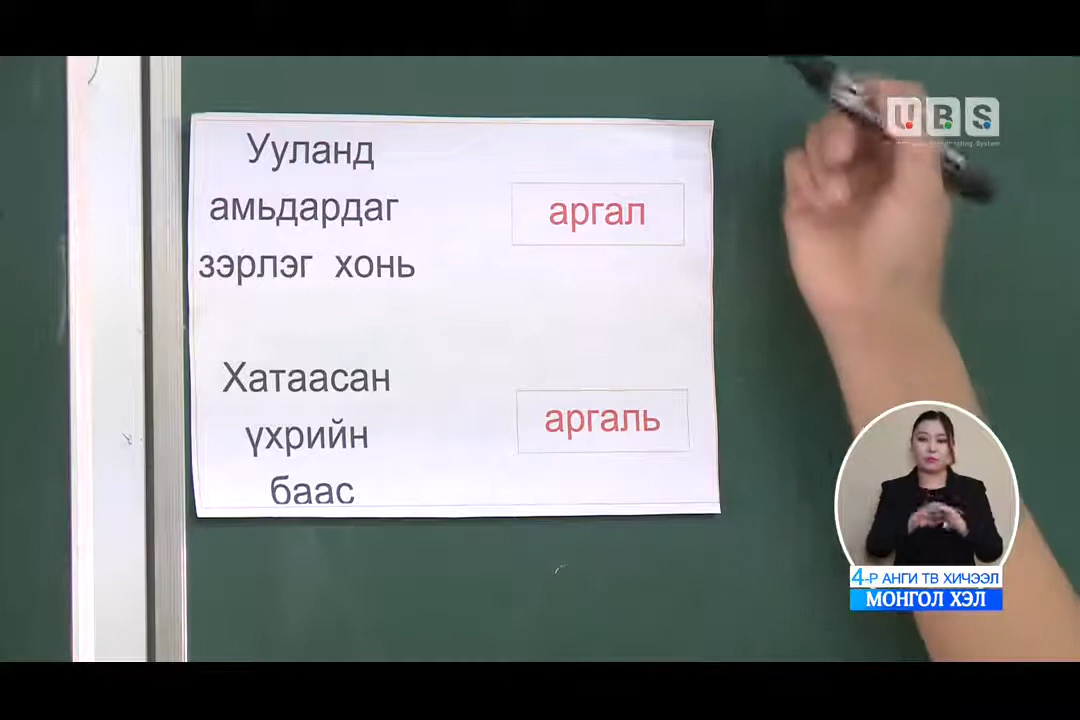 UBS
Ууланд
амьдардаг
зэрлэг хонь
аргал
Хатаасан
үхрийн
баас
аргаль
4-Р АНГИ ТВ ХИЧЭЭЛ
МОНГОЛ ХЭЛ